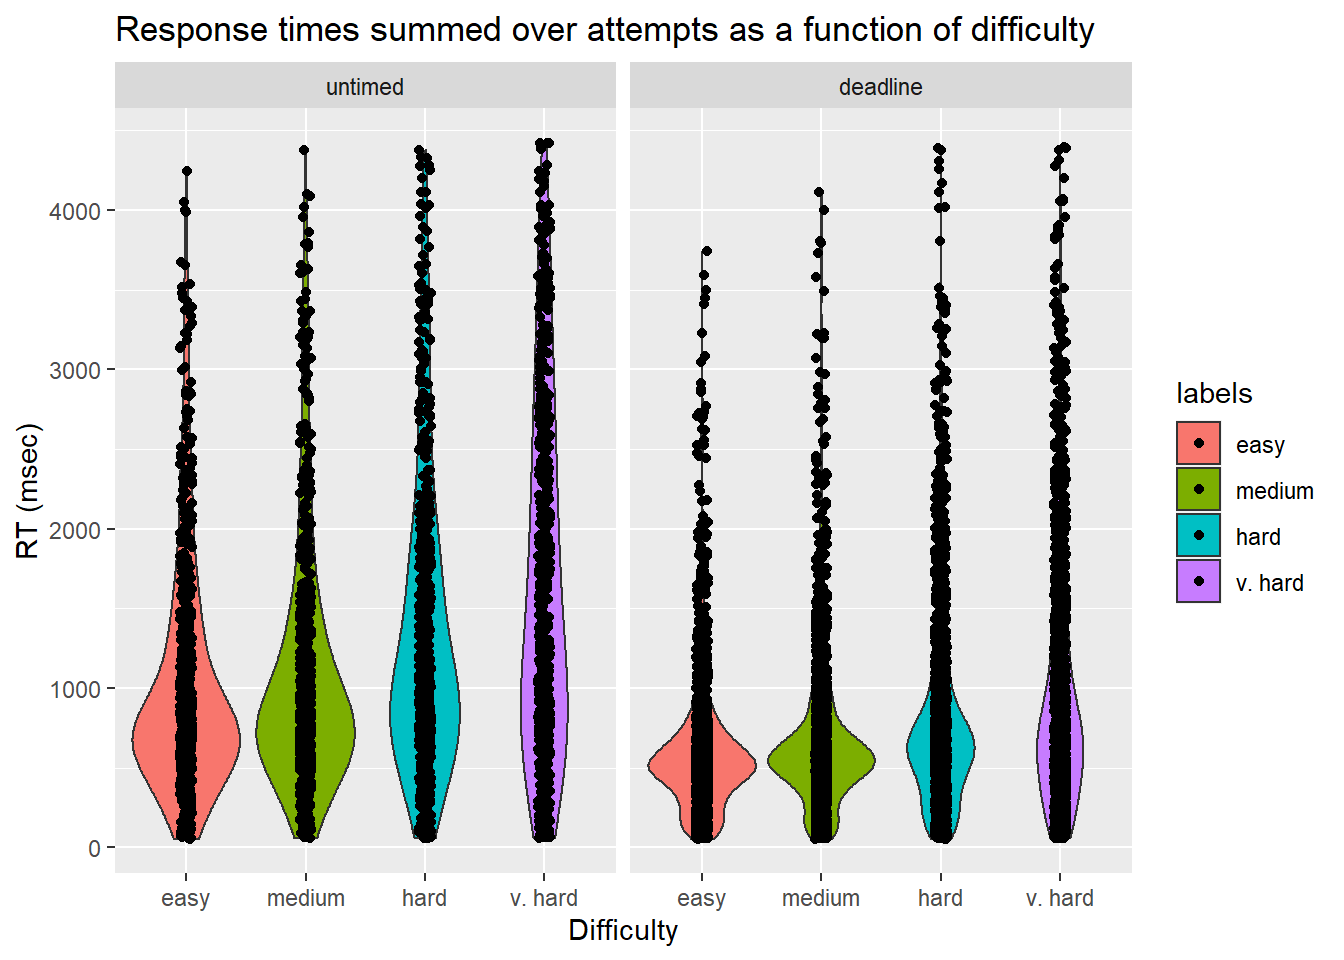 Response times summed over attempts as a function of difficulty
untimed
deadline
RT (msec)
4000
3000
2000
1000
0
easy
medium
hard
v. hard
easy
medium
hard
v. hard
Difficulty
labels
easy
medium
hard
v. hard